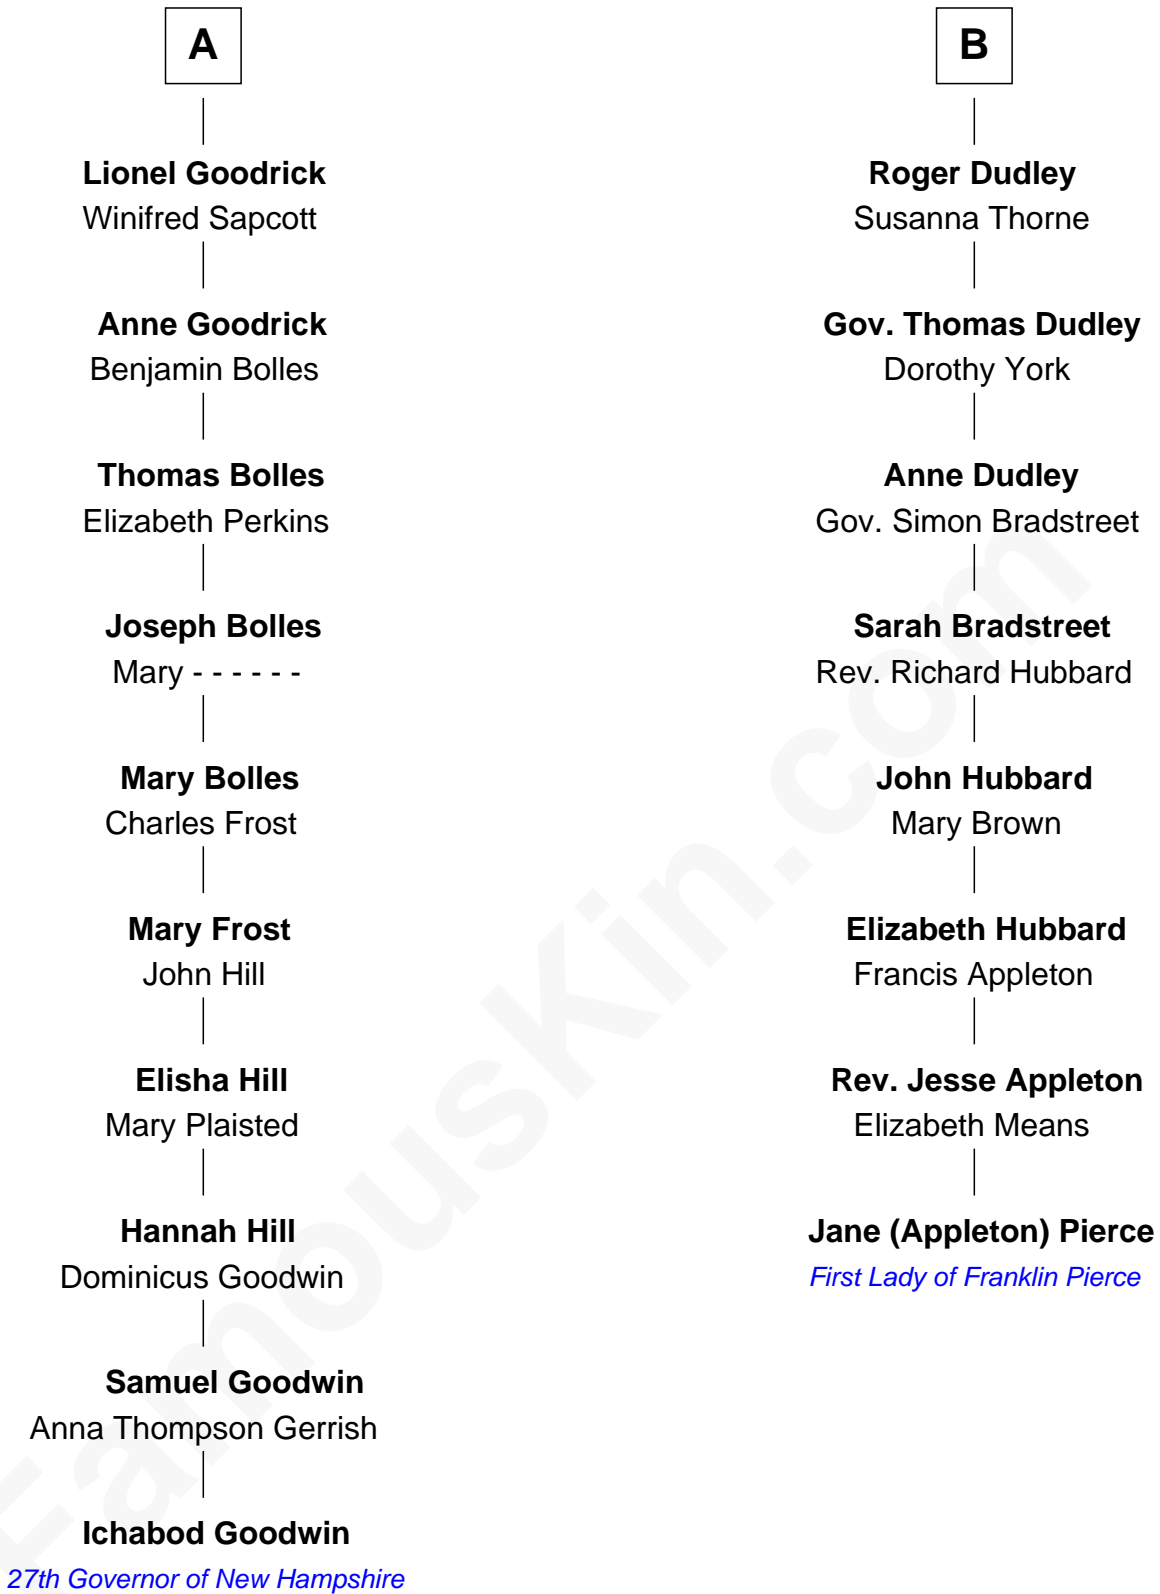 A
Lionel Goodrick
Winifred Sapcott
Anne Goodrick
Benjamin Bolles
Thomas Bolles
Elizabeth Perkins
Joseph Bolles
Mary - - - - - -
Mary Bolles
Charles Frost
Mary Frost
John Hill
Elisha Hill
Mary Plaisted
Hannah Hill
Dominicus Goodwin
Samuel Goodwin
Anna Thompson Gerrish
Ichabod Goodwin
27th Governor of New Hampshire
B
Roger Dudley
Susanna Thorne
Gov. Thomas Dudley
Dorothy York
Anne Dudley
Gov. Simon Bradstreet
Sarah Bradstreet
Rev. Richard Hubbard
John Hubbard
Mary Brown
Elizabeth Hubbard
Francis Appleton
Rev. Jesse Appleton
Elizabeth Means
Jane (Appleton) Pierce
First Lady of Franklin Pierce
FamousKin.com